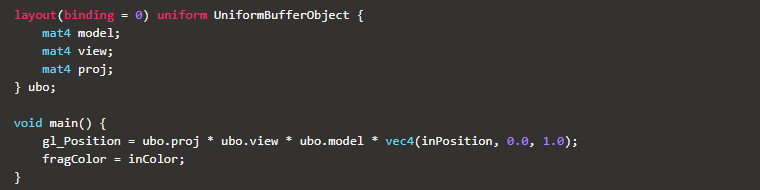 layout(binding = 0) uniform UniformBufferObject {
    mat4 model;
    mat4 view;
    mat4 proj;
} ubo;

void main() {
    gl_Position = ubo.proj * ubo.view * ubo.model * vec4(inPosition, 0.0, 1.0);
    fragColor = inColor;
}